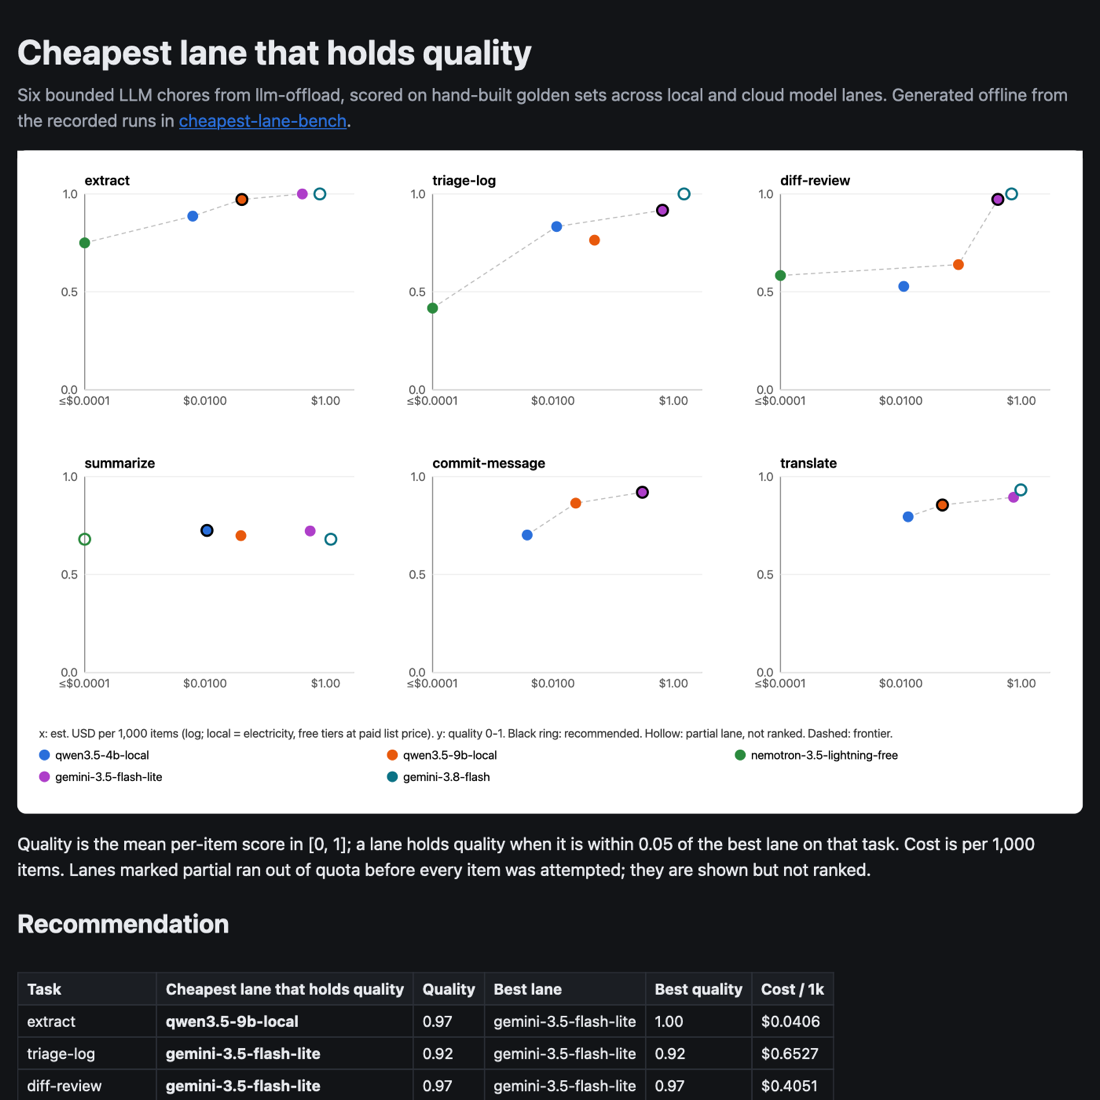 Cheapest lane that holds quality
Six bounded LLM chores from llm-offload, scored on hand-built golden sets across local and cloud model lanes. Generated offline from
the recorded runs in cheapest-lane-bench.
extract
1.0
0.5
0.0
≤$0.0001 $0.0100 $1.00
triage-log
1.0
0.5
0.0
≤$0.0001 $0.0100 $1.00
diff-review
1.0
0.5
0.0
≤$0.0001 $0.0100 $1.00
summarize
1.0
0.5
0.0
≤$0.0001 $0.0100 $1.00
commit-message
1.0
0.5
0.0
≤$0.0001 $0.0100 $1.00
translate
1.0
0.5
0.0
≤$0.0001 $0.0100 $1.00
x: est. USD per 1,000 items (log; local = electricity, free tiers at paid list price). y: quality 0-1. Black ring: recommended. Hollow: partial lane, not ranked. Dashed: frontier.
qwen3.5-4b-local qwen3.5-9b-local nemotron-3.5-lightning-free
gemini-3.5-flash-lite gemini-3.8-flash
Quality is the mean per-item score in [0, 1]; a lane holds quality when it is within 0.05 of the best lane on that task. Cost is per 1,000
items. Lanes marked partial ran out of quota before every item was attempted; they are shown but not ranked.
Recommendation
Task Cheapest lane that holds quality Quality Best lane Best quality Cost / 1k
extract qwen3.5-9b-local 0.97 gemini-3.5-flash-lite 1.00 $0.0406
triage-log gemini-3.5-flash-lite 0.92 gemini-3.5-flash-lite 0.92 $0.6527
diff-review gemini-3.5-flash-lite 0.97 gemini-3.5-flash-lite 0.97 $0.4051